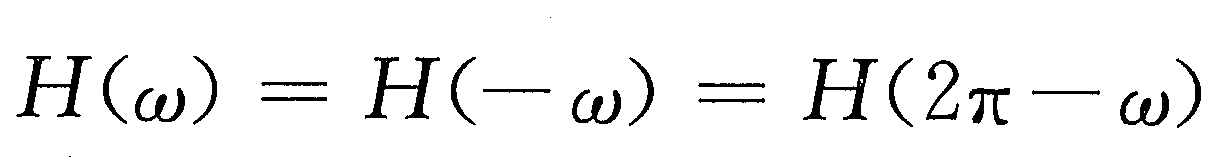 H(ω) = H(−ω) = H(2π−ω)